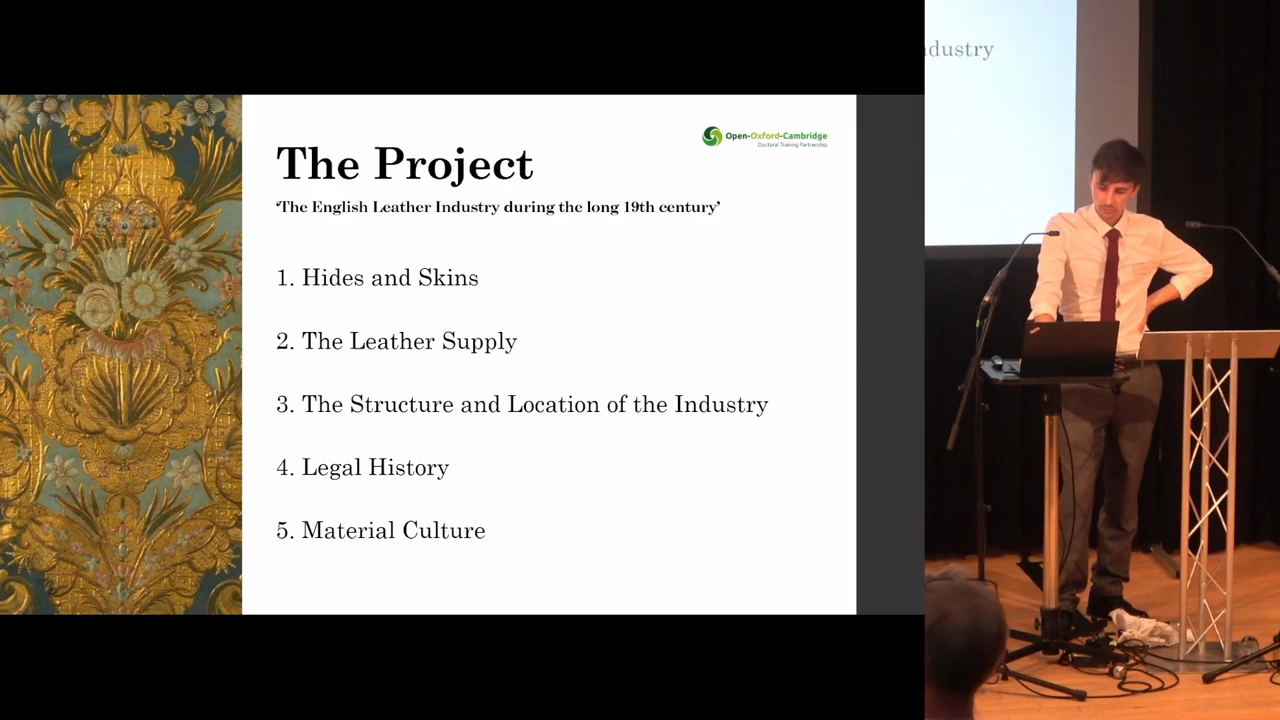 Open-Oxford-Cambridge
Doctoral Training Partnership
The Project
‘The English Leather Industry during the long 19th century’
1. Hides and Skins
2. The Leather Supply
3. The Structure and Location of the Industry
4. Legal History
5. Material Culture